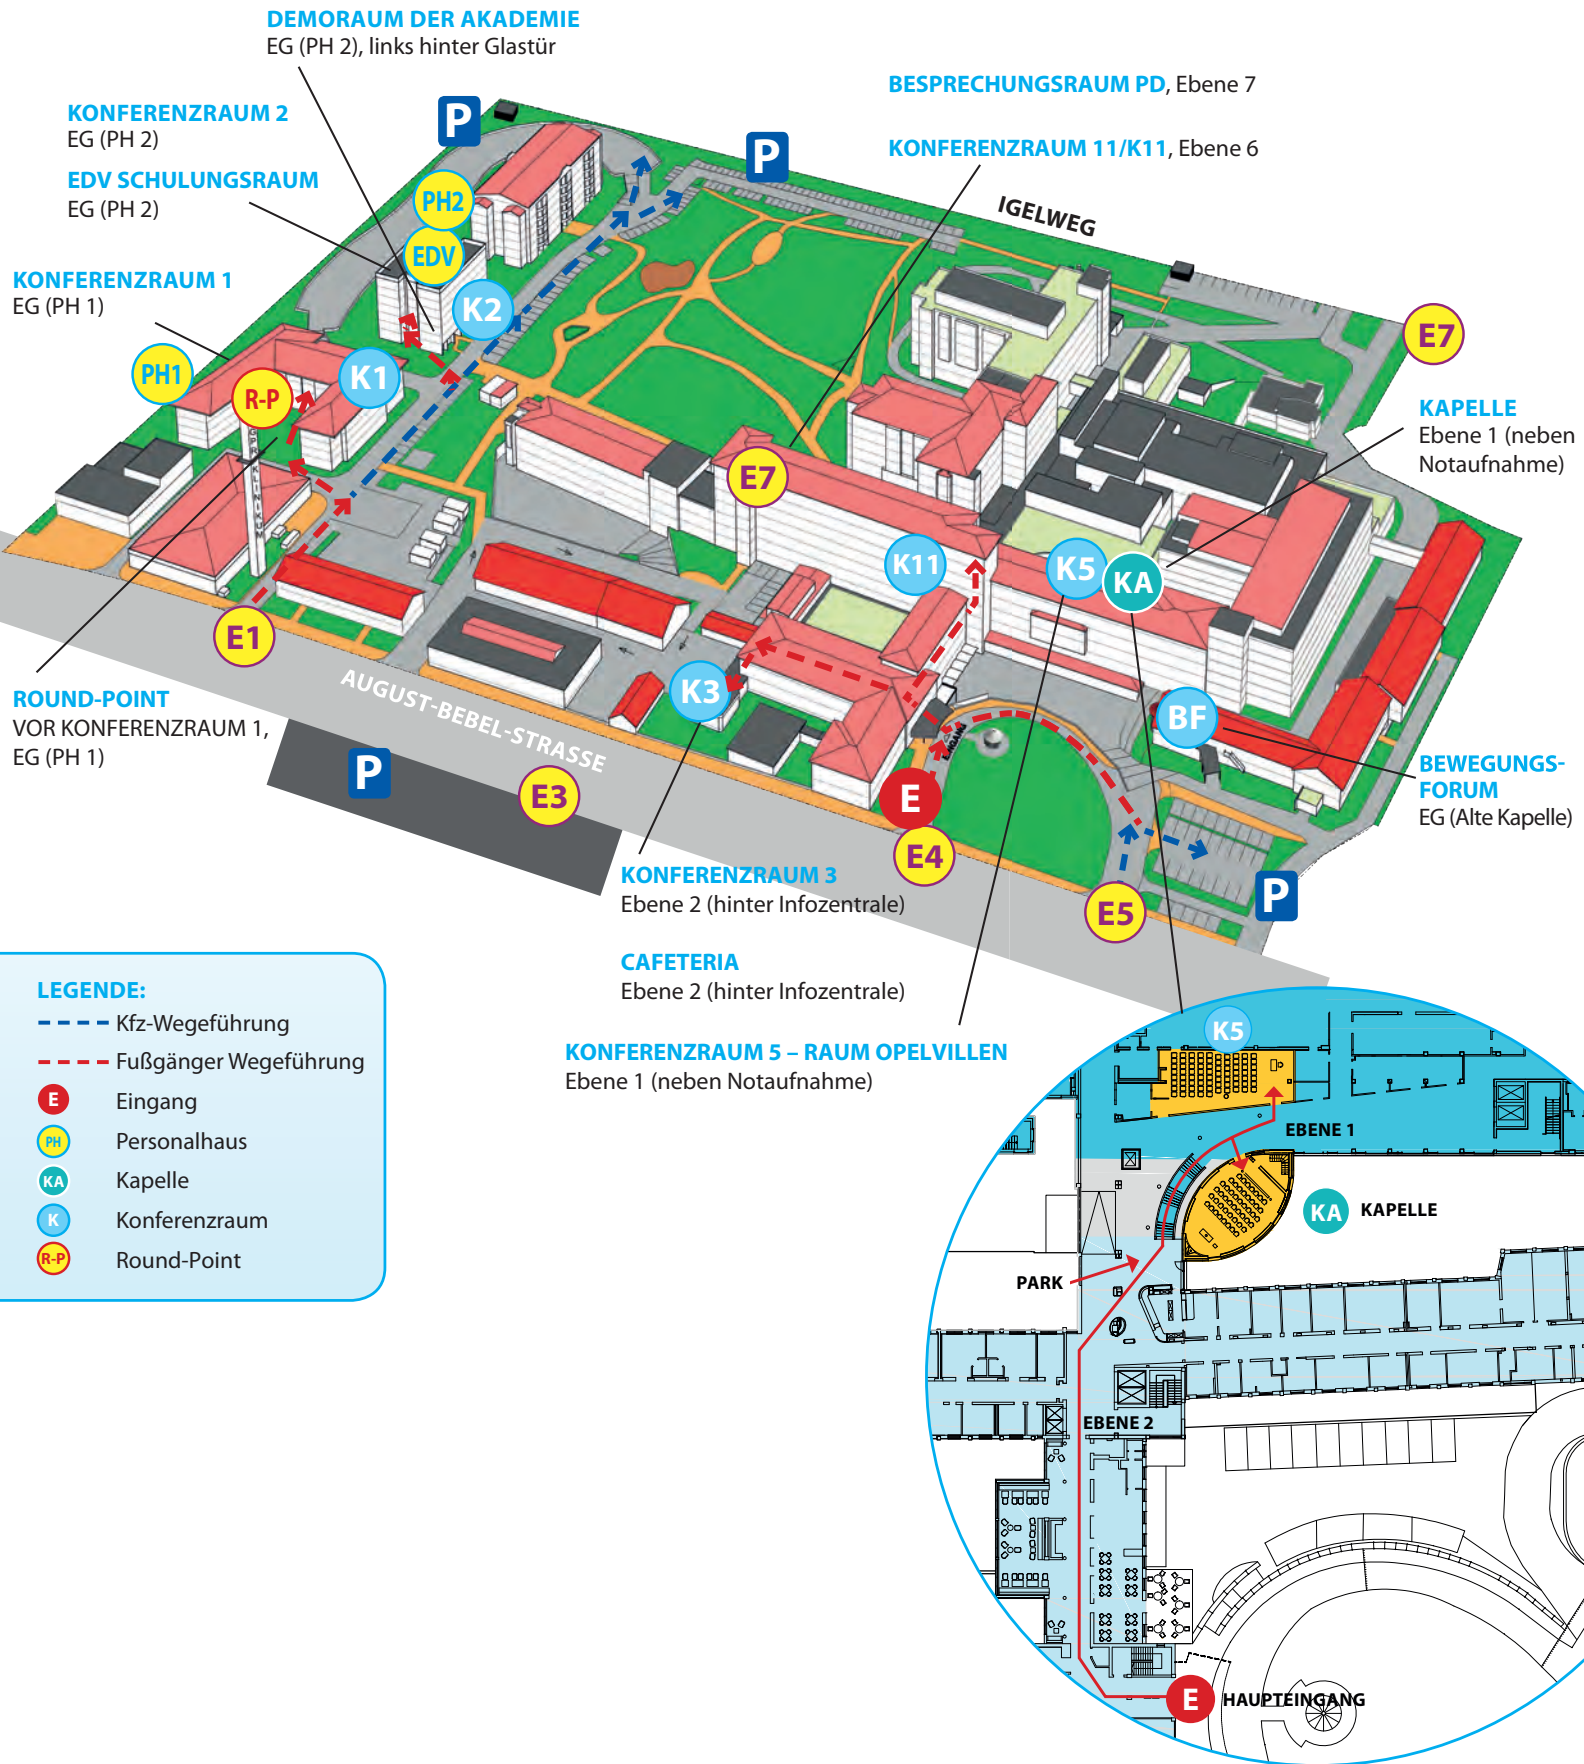 DEMORAUM DER AKADEMIE
EG (PH 2), links hinter Glastür
KONFERENZRAUM 2
EG (PH 2)
EDV SCHULUNGSRAUM
EG (PH 2)
KONFERENZRAUM 1
EG (PH 1)
BESPRECHUNGSRAUM PD, Ebene 7
KONFERENZRAUM 11/K11, Ebene 6
P
P
IGELWEG
PH2
EDV
K2
PH1
R-P
K1
E7
KAPELLE
Ebene 1 (neben
Notaufnahme)
GPR KLINIKUM
E7
K11
K5
KA
E1
K3
BF
AUGUST-BEBEL-STRASSE
EINGANG
ROUND-POINT
VOR KONFERENZRAUM 1,
EG (PH 1)
P
E3
E
E4
E5
P
BEWEGUNGS-
FORUM
EG (Alte Kapelle)
KONFERENZRAUM 3
Ebene 2 (hinter Infozentrale)
CAFETERIA
Ebene 2 (hinter Infozentrale)
KONFERENZRAUM 5 – RAUM OPELVILLEN
Ebene 1 (neben Notaufnahme)
LEGENDE:
Kfz-Wegeführung
Fußgänger Wegeführung
E Eingang
PH Personalhaus
KA Kapelle
K Konferenzraum
R-P Round-Point
K5
EBENE 1
KA KAPELLE
PARK
EBENE 2
E HAUPTEINGANG